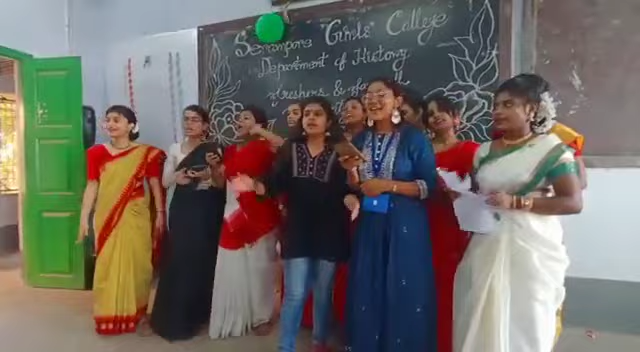 Serampore Girls' College
Department of History
Freshers &